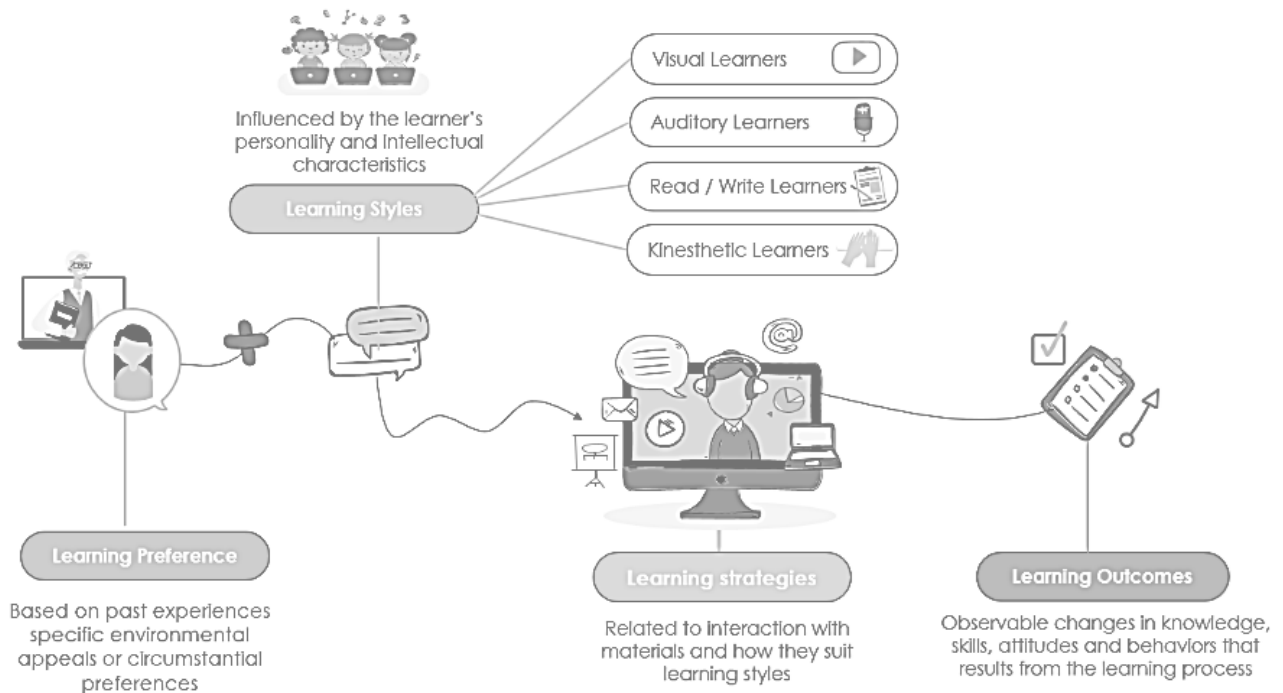 Influenced by the learner's
personality and intellectual
characteristics
Learning Styles
Visual Learners
Auditory Learners
Read / Write Learners
Kinesthetic Learners
Learning Preference
Based on past experiences
specific environmental
appeals or circumstantial
preferences
Learning strategies
Related to interaction with
materials and how they suit
learning styles
Learning Outcomes
Observable changes in knowledge,
skills, attitudes and behaviors that
results from the learning process